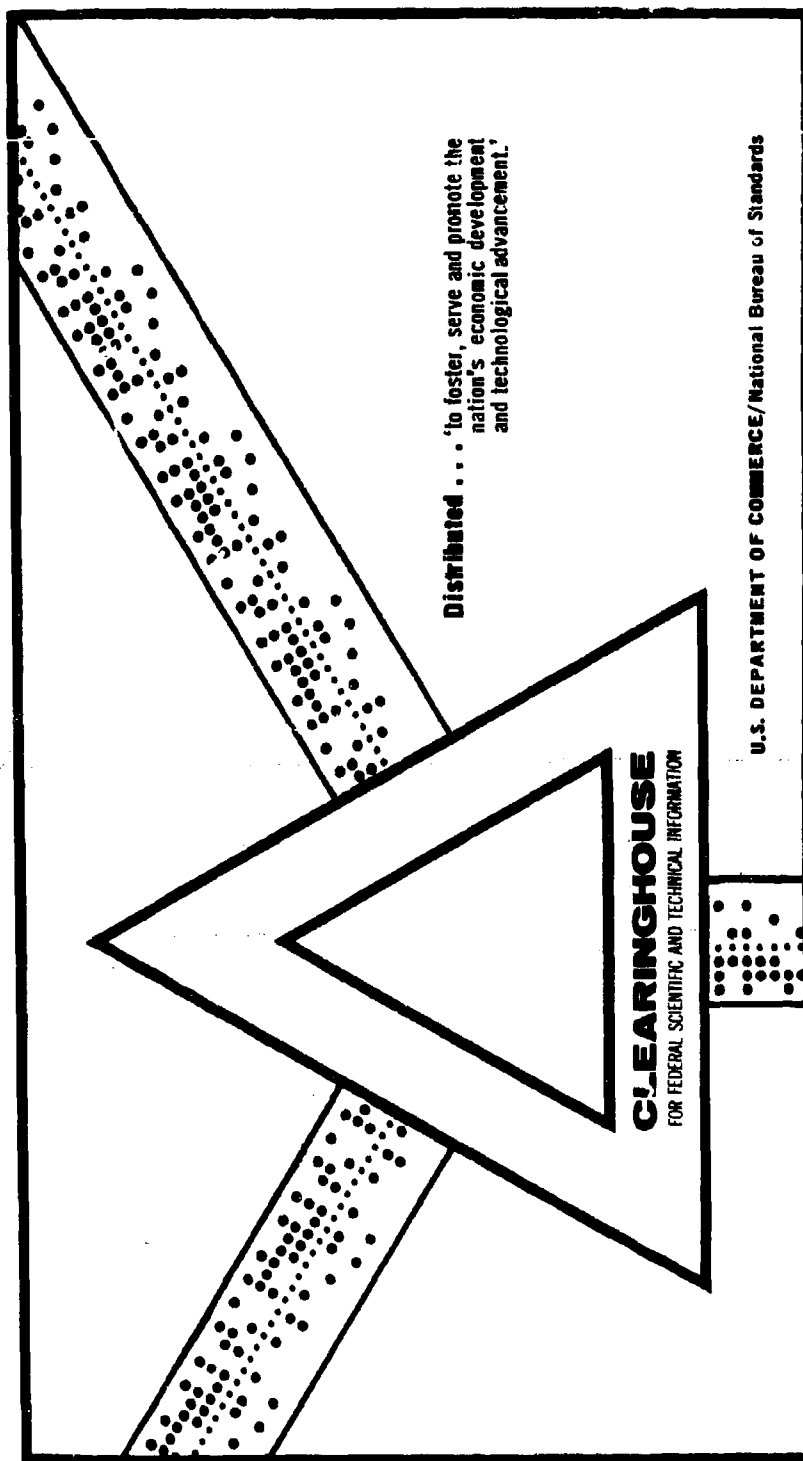 Distributed . . . 'to foster, serve and promote the
nation's economic development
and technological advancement.'
CLEARINGHOUSE
FOR FEDERAL SCIENTIFIC AND TECHNICAL INFORMATION
U.S. DEPARTMENT OF COMMERCE/National Bureau of Standards